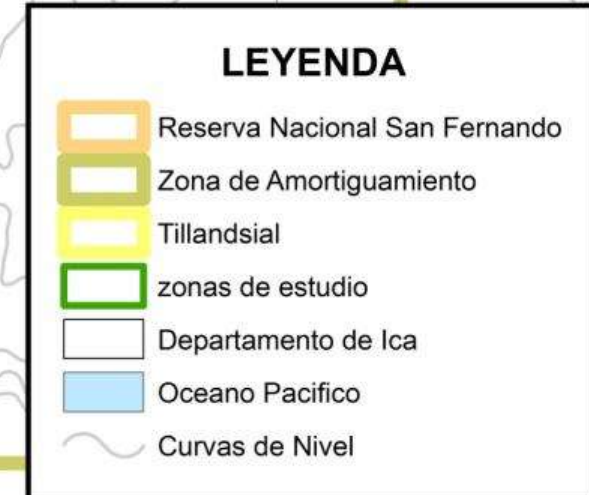 LEYENDA
Reserva Nacional San Fernando
Zona de Amortiguamiento
Tillandsial
zonas de estudio
Departamento de Ica
Oceano Pacifico
Curvas de Nivel